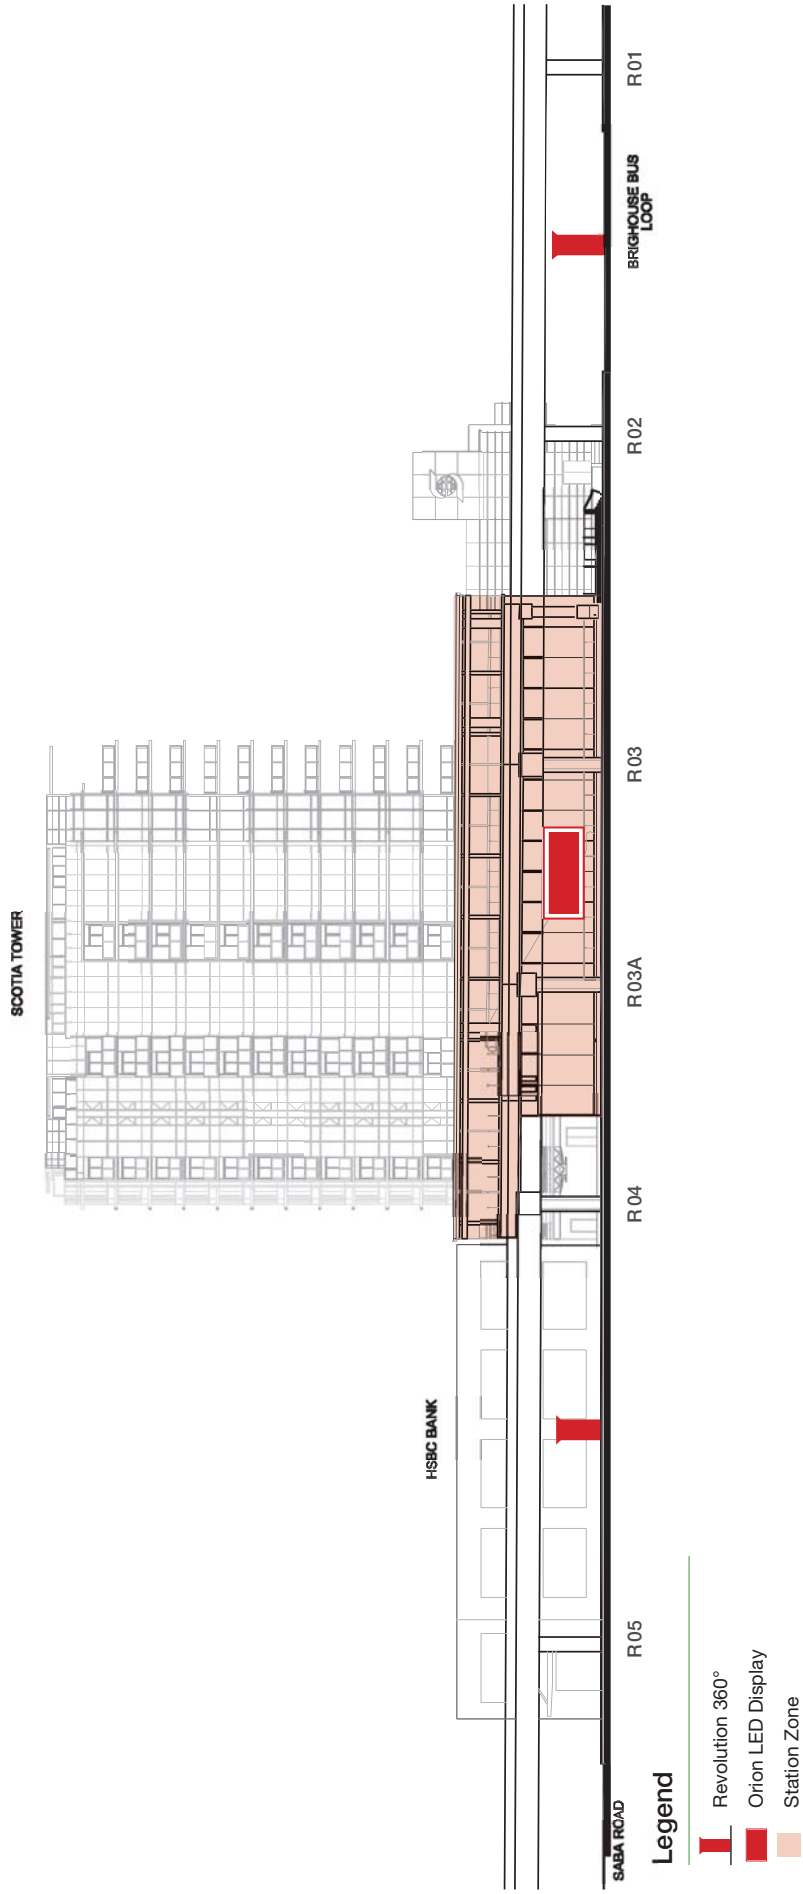 SCOTIA TOWER
HSBC BANK
SABA ROAD
R05
R04
R03A
R03
R02
BRIGHOUSE BUS
LOOP
R01
Legend
Revolution 360°
Orion LED Display
Station Zone